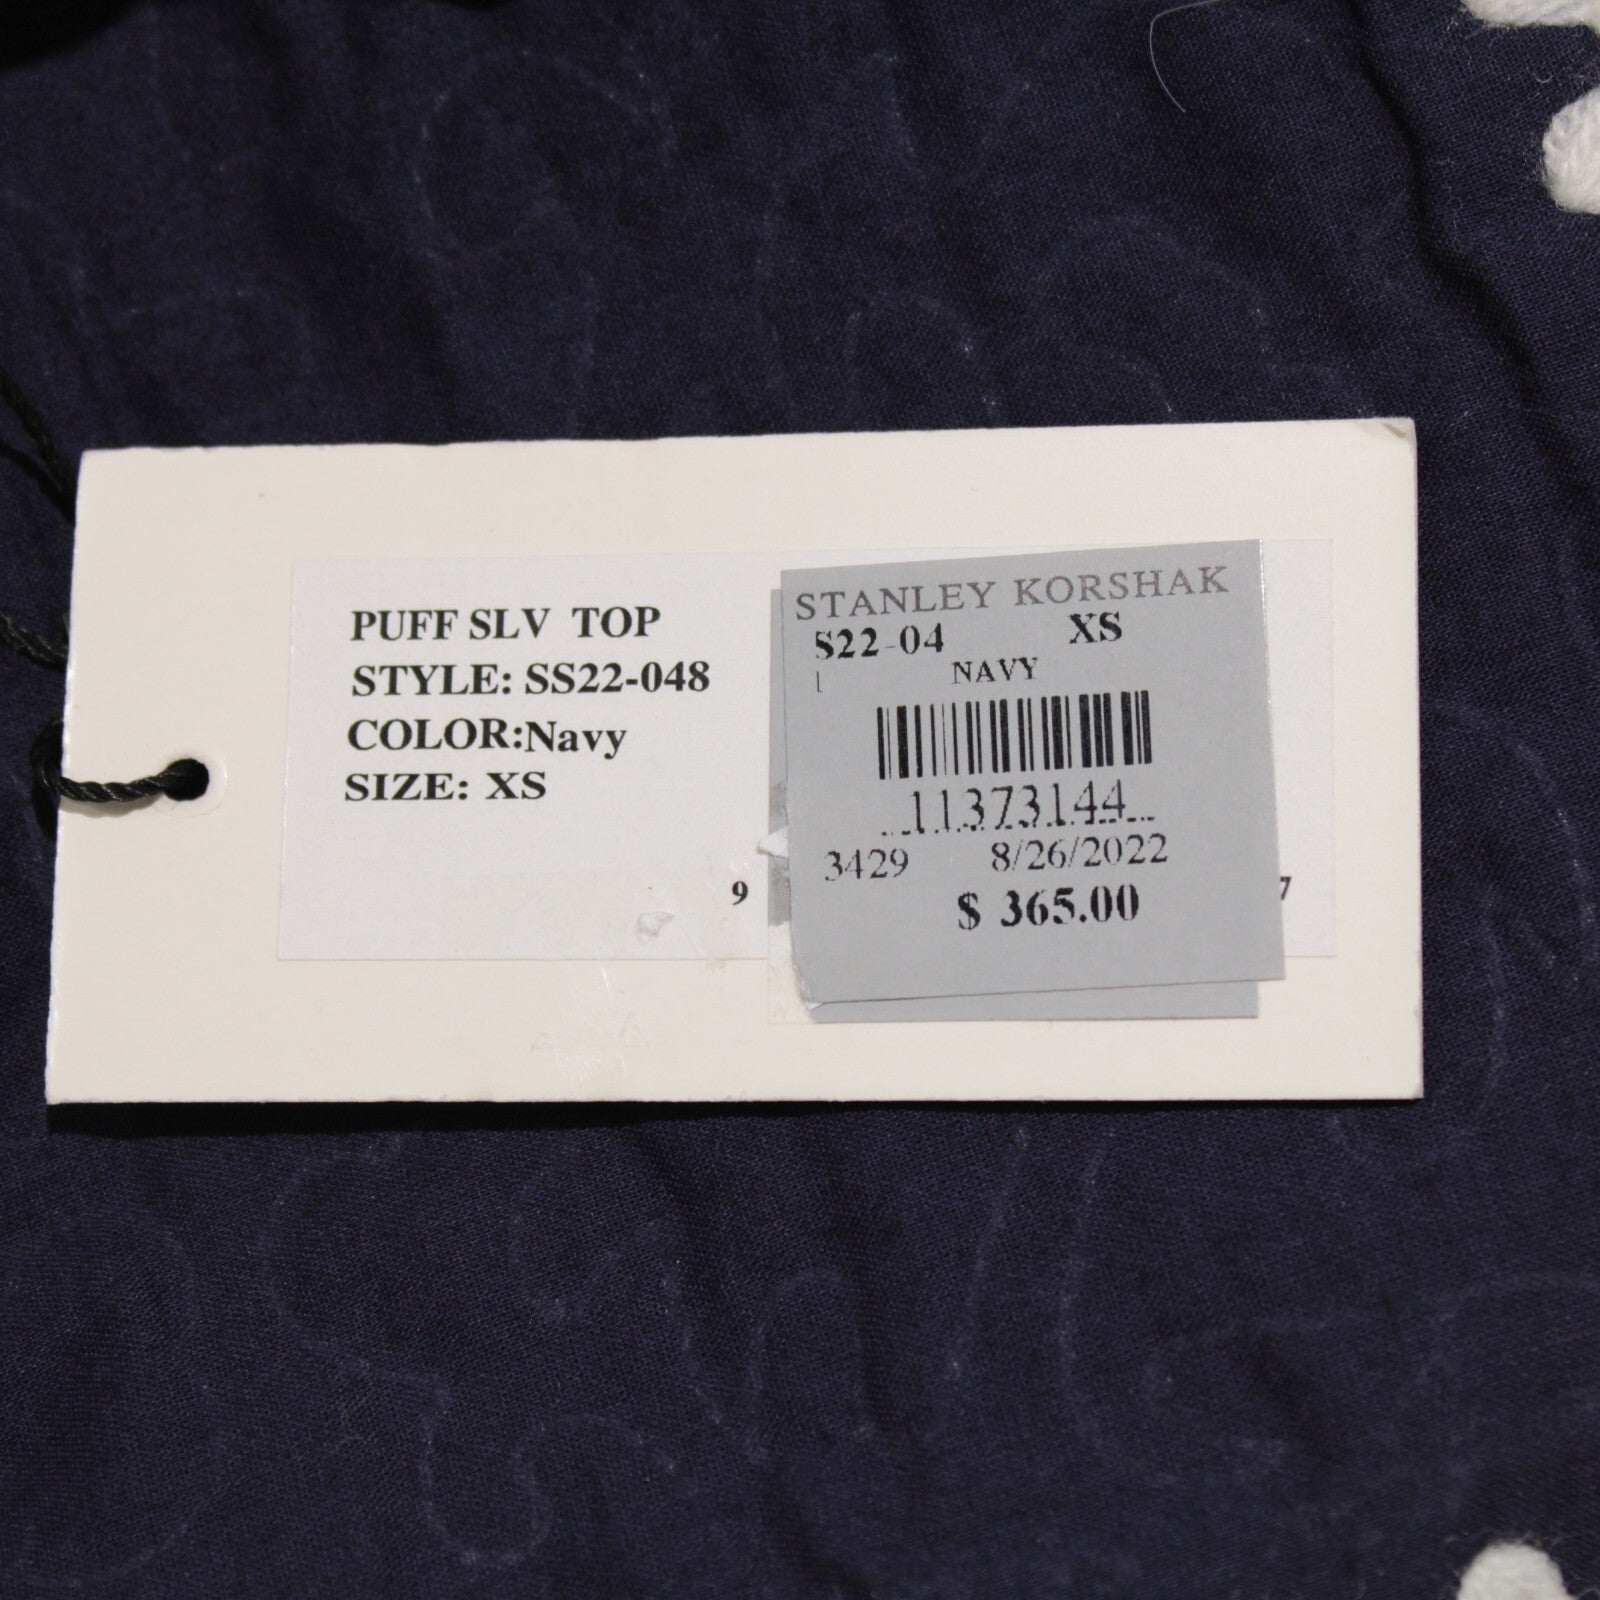 PUFF SLV TOP
STYLE: SS22-048
COLOR:Navy
SIZE: XS
9
7
STANLEY KORSHAK
S22-04 XS
NAVY
11373144
3429 8/26/2022
$ 365.00